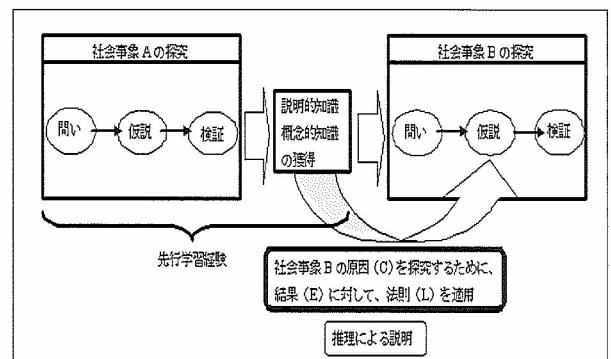 社会事象Aの探究
問い
仮説
検証
説明的知識
概念的知識
の獲得
社会事象Bの探究
問い
仮説
検証
先行学習経験
社会事象Bの原因(C)を探究するために、
結果(E)に対して、法則(L)を適用
推理による説明